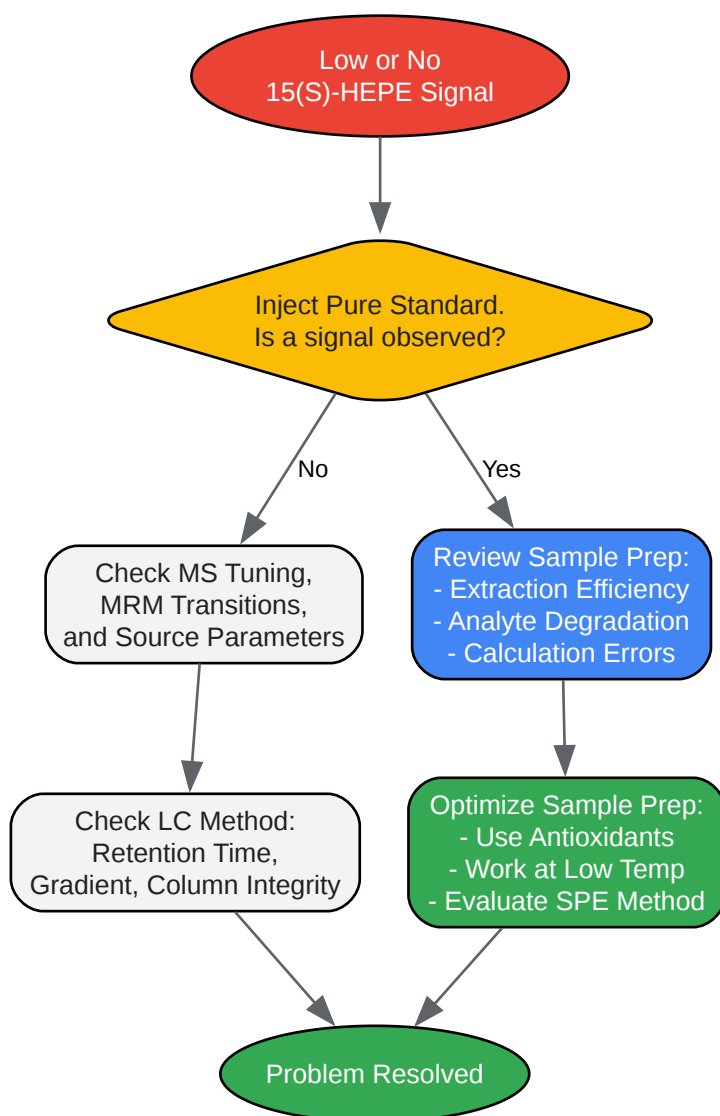 Low or No
15(S)-HEPE Signal
Inject Pure Standard.
Is a signal observed?
No
Yes
Check MS Tuning,
MRM Transitions,
and Source Parameters
Review Sample Prep:
- Extraction Efficiency
- Analyte Degradation
- Calculation Errors
Check LC Method:
Retention Time,
Gradient, Column Integrity
Optimize Sample Prep:
- Use Antioxidants
- Work at Low Temp
- Evaluate SPE Method
Problem Resolved